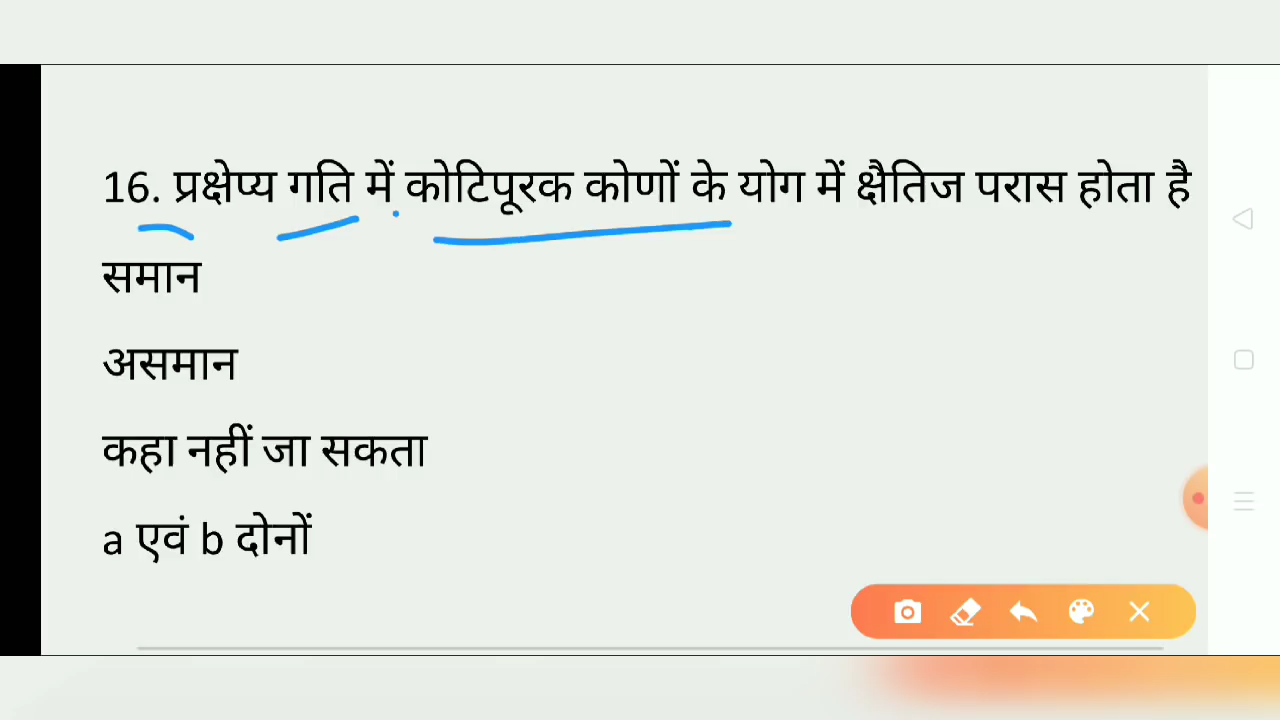 16. प्रक्षेप्य गति में कोटिपूरक कोणों के योग में क्षैतिज परास होता है
समान
असमान
कहा नहीं जा सकता
a एवं b दोनों